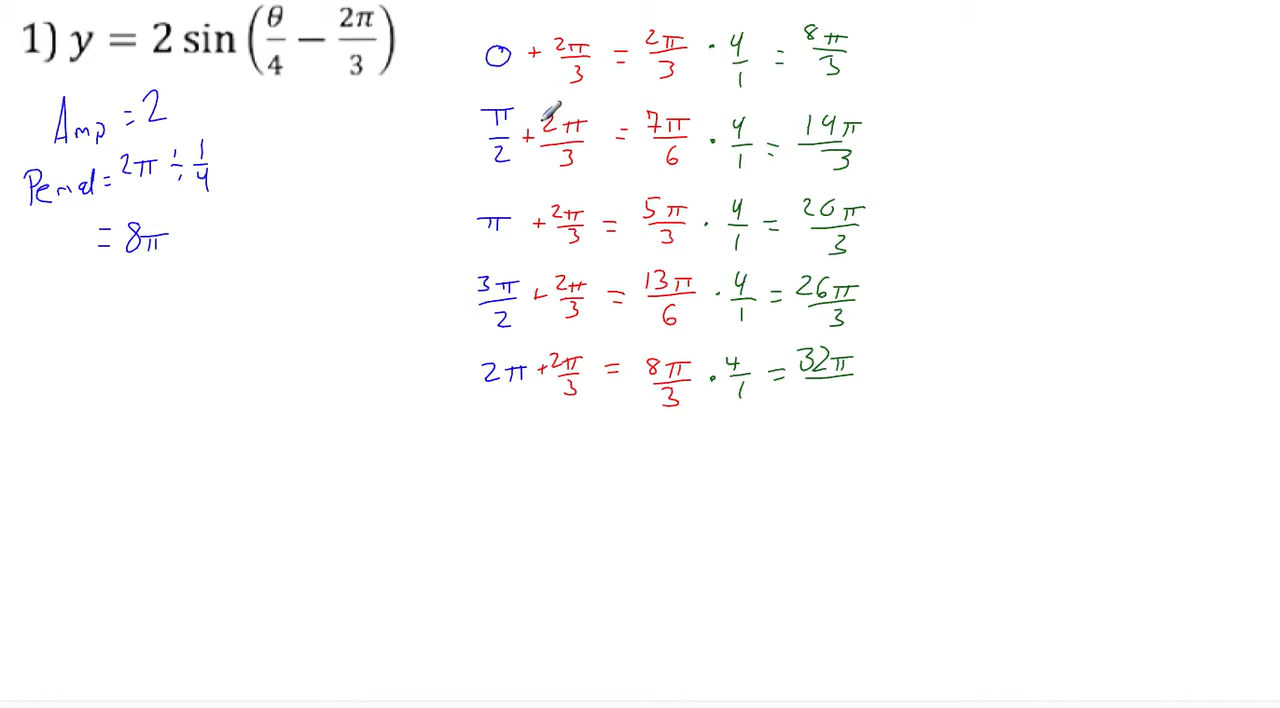 1) y = 2 sin(θ/4 − 2π/3)
Amp = 2
Period = 2π ÷ 1/4
= 8π
0 + 2π/3 = 2π/3 · 4/1 = 8π/3
π/2 + 2π/3 = 7π/6 · 4/1 = 14π/3
π + 2π/3 = 5π/3 · 4/1 = 20π/3
3π/2 + 2π/3 = 13π/6 · 4/1 = 26π/3
2π + 2π/3 = 8π/3 · 4/1 = 32π/